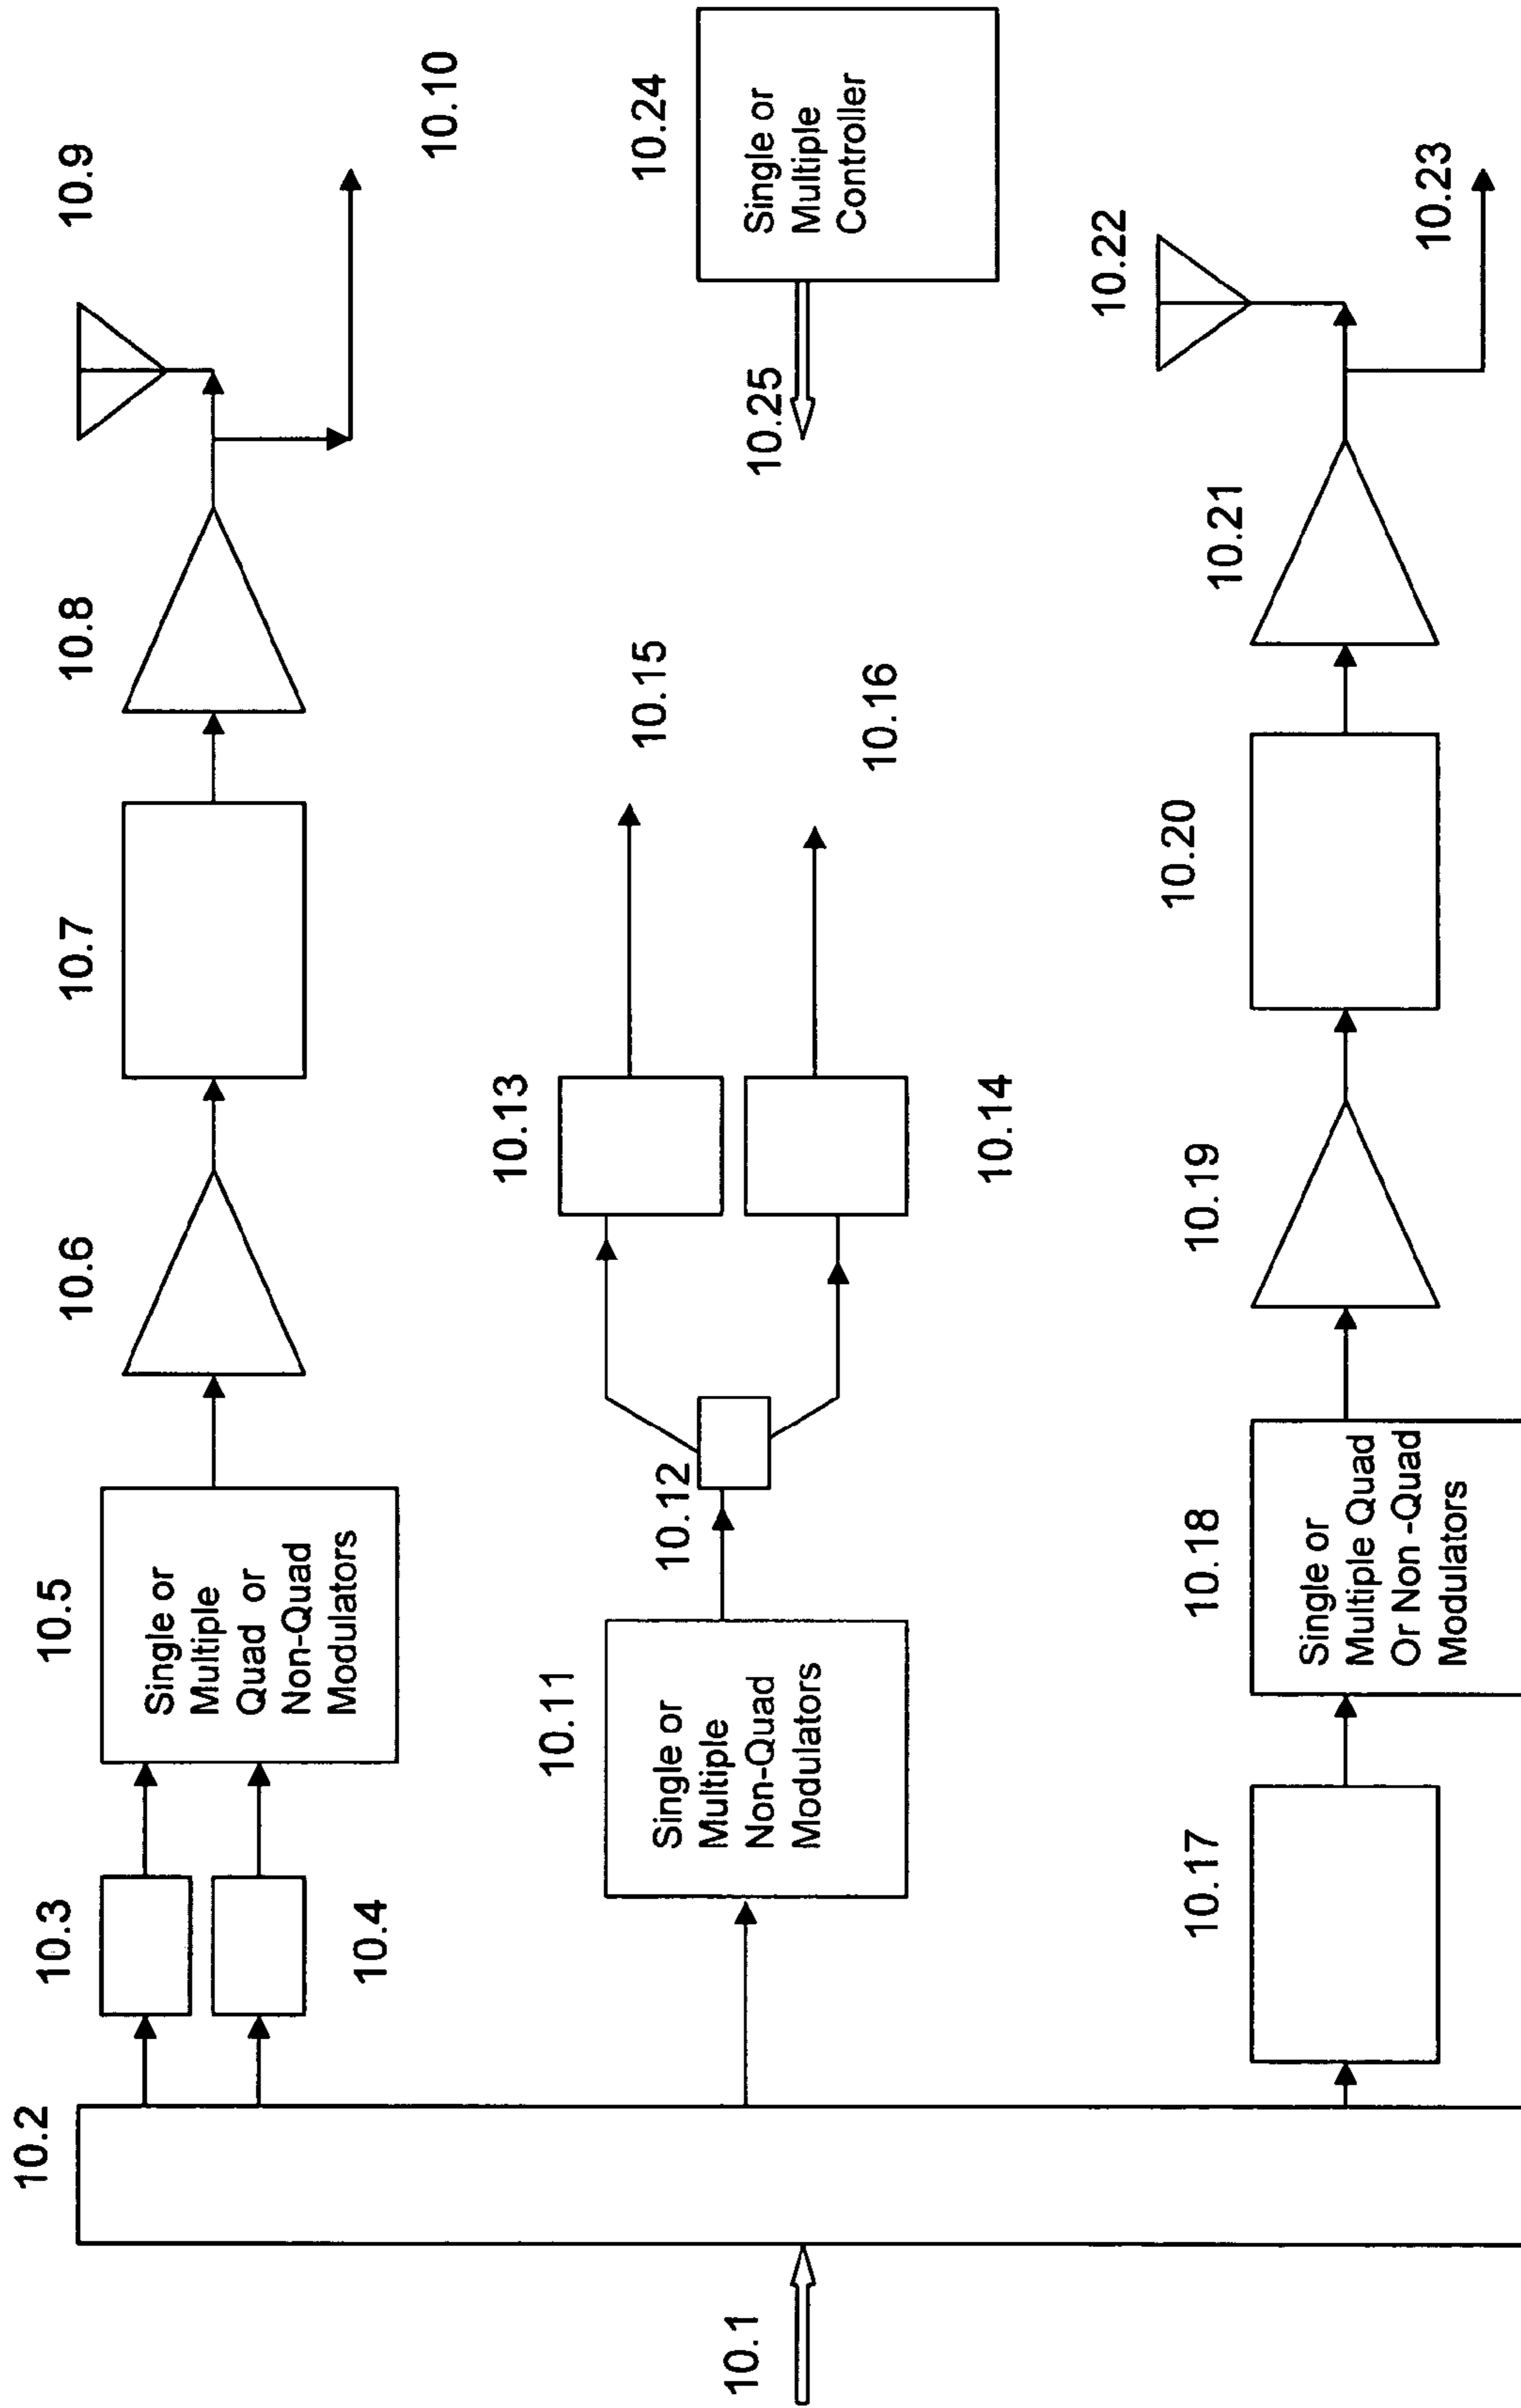 10.1
10.2
10.3
10.4
10.5
Single or
Multiple
Quad or
Non-Quad
Modulators
10.6
10.7
10.8
10.9
10.10
10.11
Single or
Multiple
Non-Quad
Modulators
10.12
10.13
10.14
10.15
10.16
10.17
10.18
Single or
Multiple Quad
Or Non -Quad
Modulators
10.19
10.20
10.21
10.22
10.23
10.24
Single or
Multiple
Controller
10.25